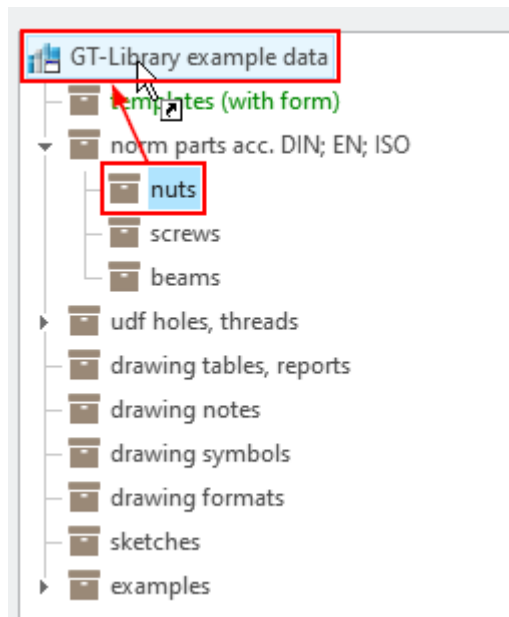 GT-Library example data
templates (with form)
norm parts acc. DIN; EN; ISO
nuts
screws
beams
udf holes, threads
drawing tables, reports
drawing notes
drawing symbols
drawing formats
sketches
examples